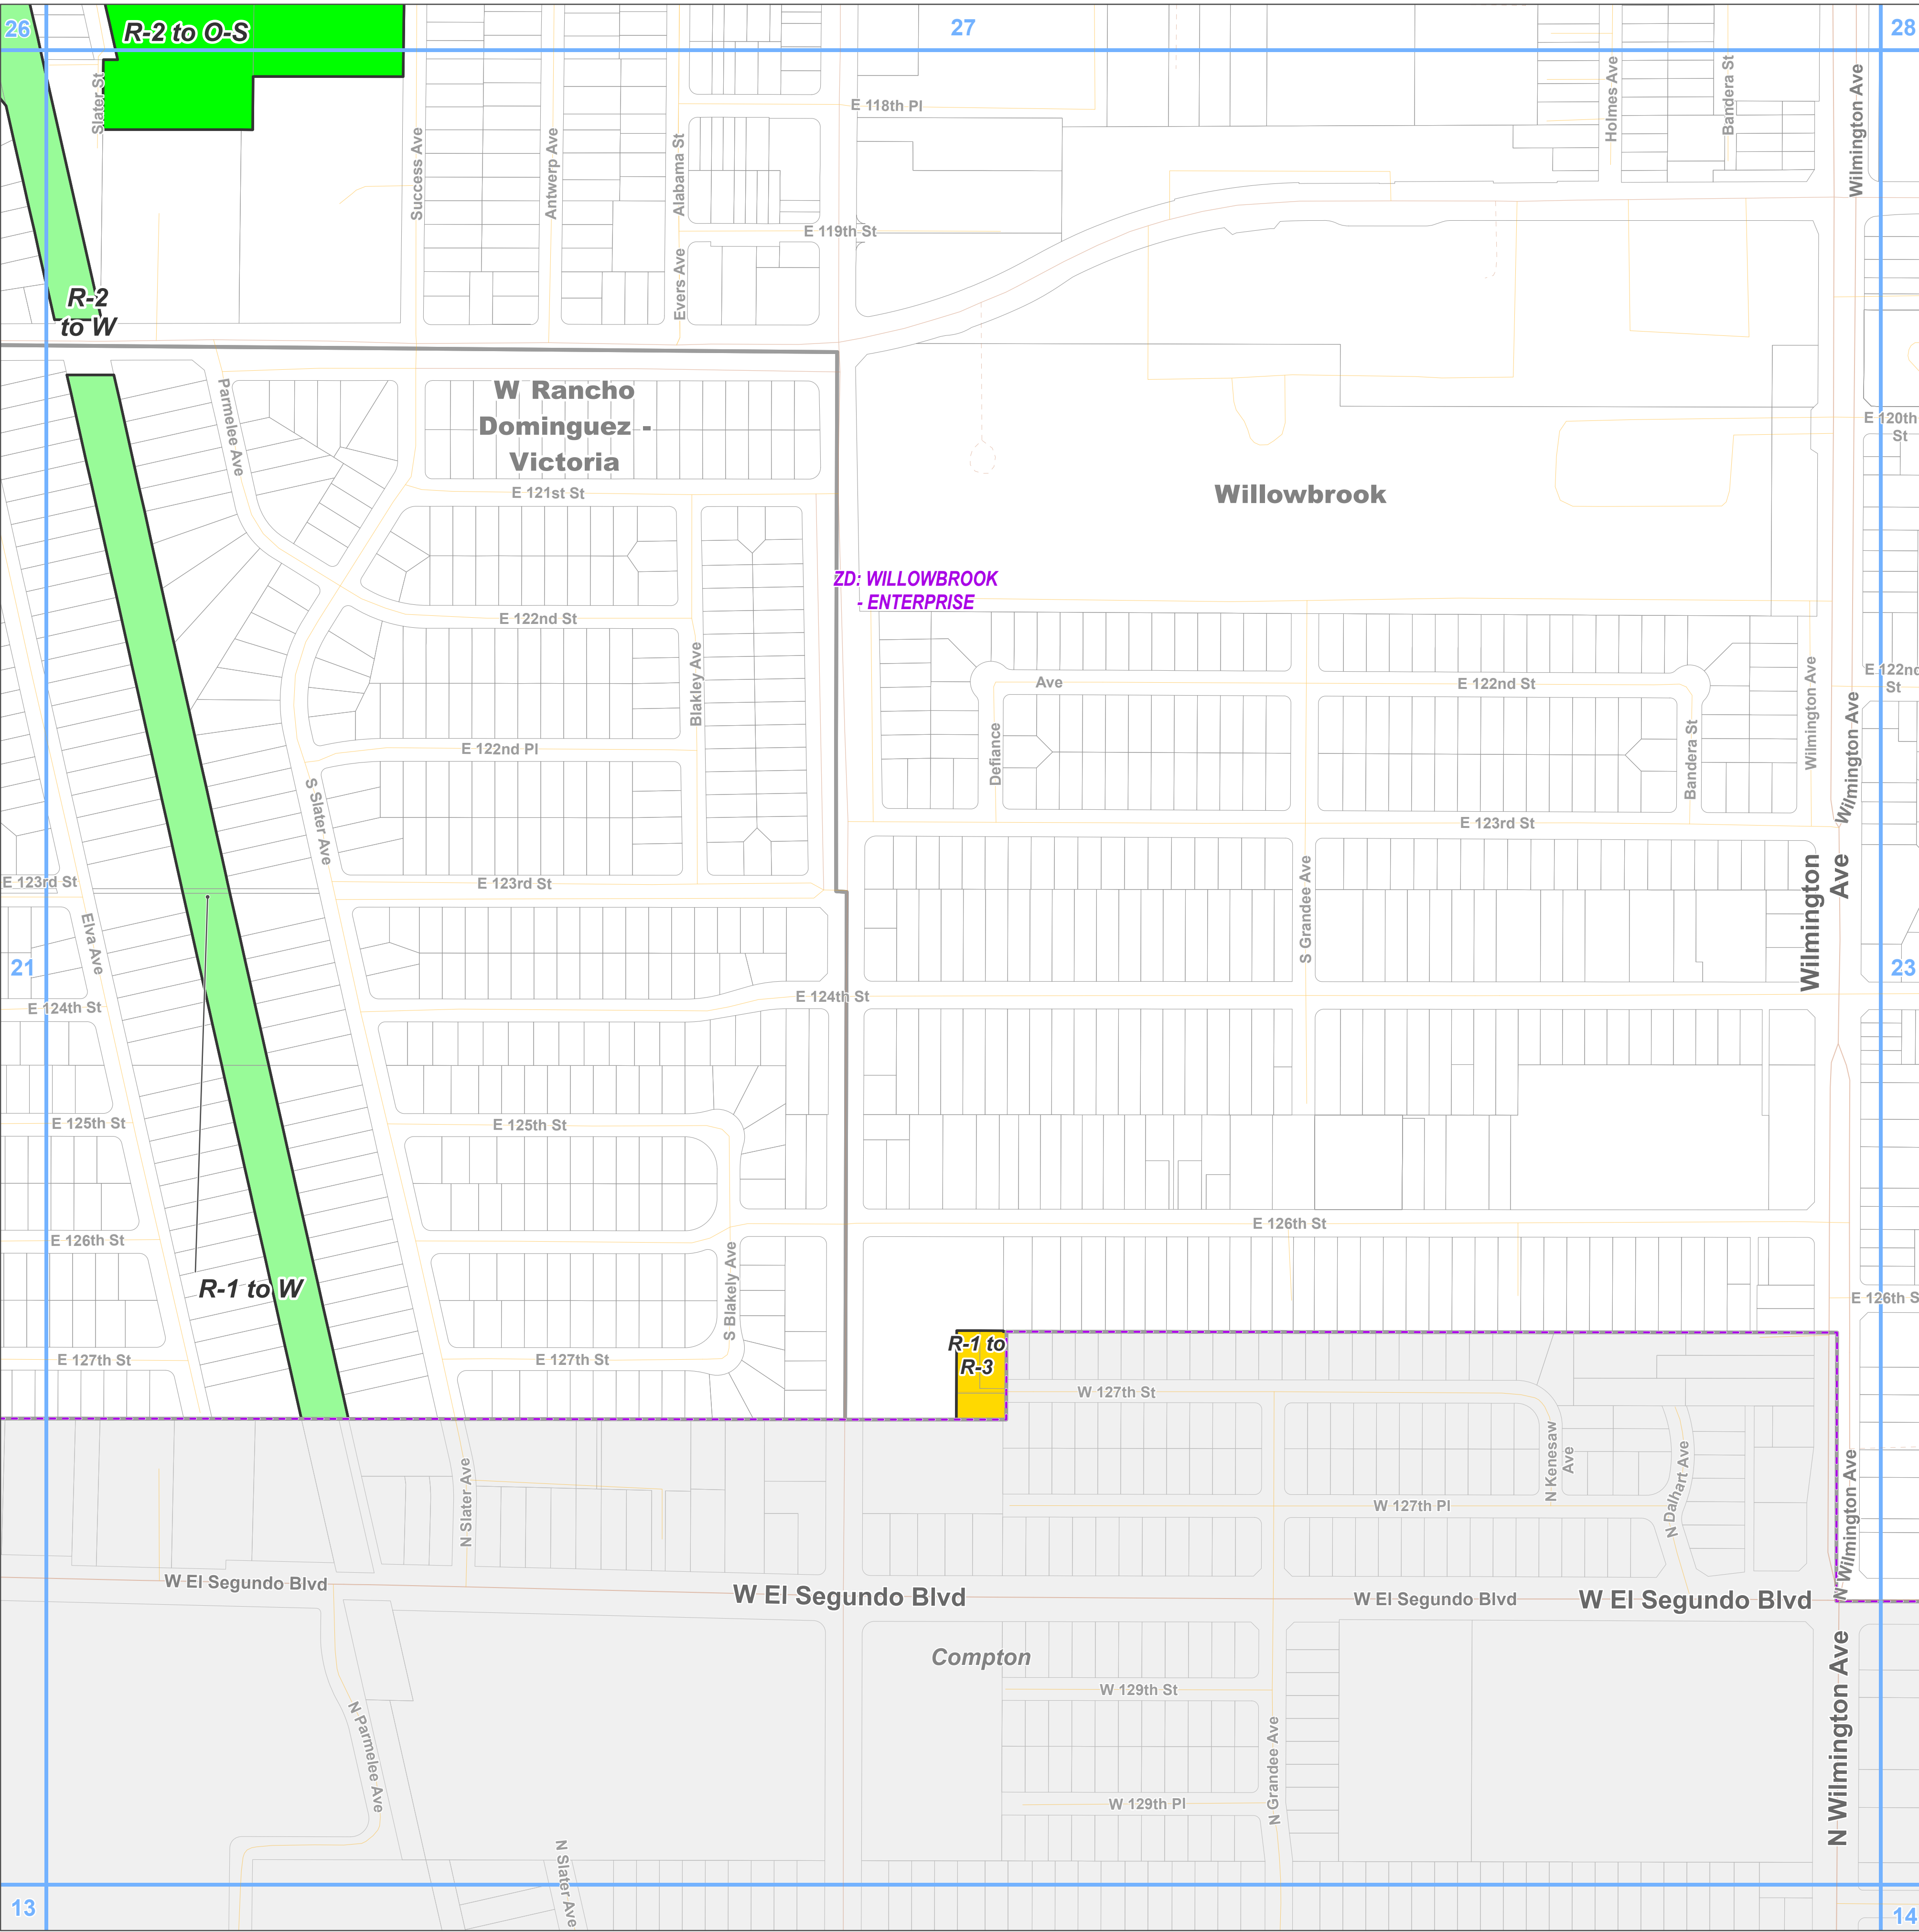 26
R-2 to O-S
27
28
Slater St
Success Ave
Antwerp Ave
Alabama St
E 118th Pl
Holmes Ave
Bandera St
Wilmington Ave
E 119th St
Evers Ave
R-2
to W
Parmelee Ave
W Rancho
Dominguez -
Victoria
E 120th
St
E 121st St
Willowbrook
ZD: WILLOWBROOK
- ENTERPRISE
E 122nd St
Blakley Ave
Ave
E 122nd St
Defiance
Bandera St
Wilmington Ave
Wilmington Ave
E 122nd
St
E 122nd Pl
S Slater Ave
E 123rd St
E 123rd St
E 123rd St
Elva Ave
S Grandee Ave
Wilmington
Ave
21
23
E 124th St
E 124th St
E 125th St
E 125th St
E 126th St
E 126th St
S Blakely Ave
R-1 to W
E 126th S
R-1 to
R-3
E 127th St
E 127th St
W 127th St
N Kenesaw
Ave
N Dalhart Ave
N Slater Ave
W 127th Pl
N Wilmington Ave
W El Segundo Blvd
W El Segundo Blvd
W El Segundo Blvd
W El Segundo Blvd
Compton
N Parmelee Ave
W 129th St
N Grandee Ave
N Wilmington Ave
W 129th Pl
N Slater Ave
13
14